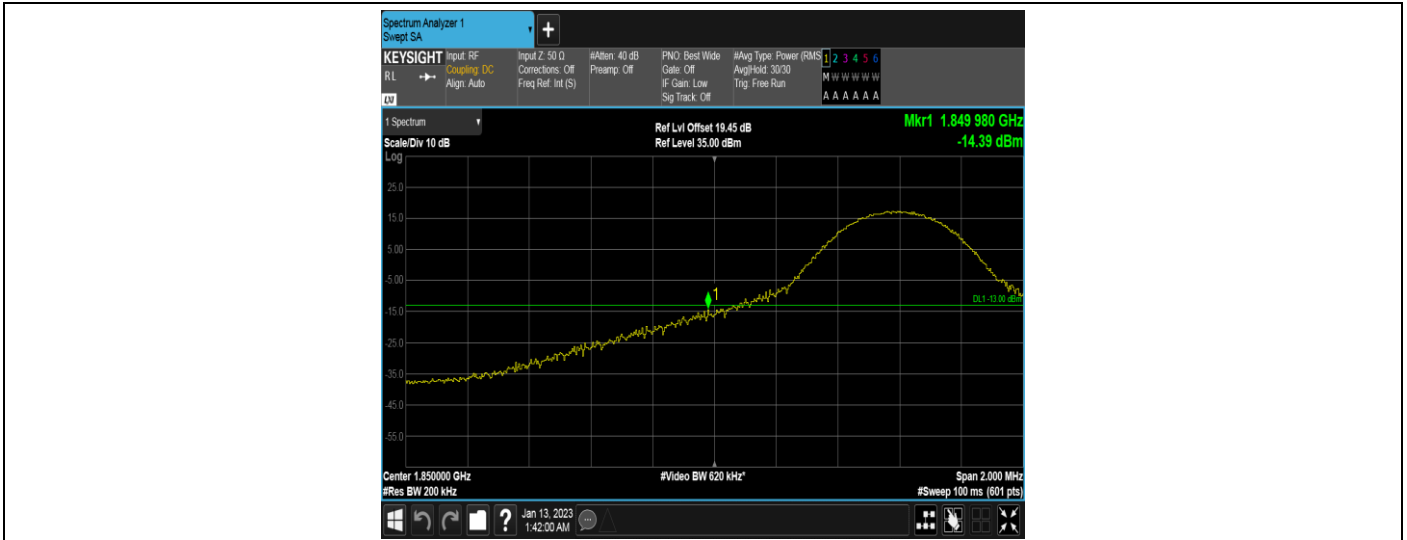 Spectrum Analyzer 1
Swept SA
+
KEYSIGHT Input: RF Input Z: 50 Ω #Atten: 40 dB PNO: Best Wide #Avg Type: Power (RMS 1 2 3 4 5 6
RL Coupling: DC Corrections: Off Preamp: Off Gate: Off Avg|Hold: 30/30 M W W W W W
Align: Auto Freq Ref: Int (S) IF Gain: Low Trig: Free Run
LXI Sig Track: Off A A A A A A
1 Spectrum Ref Lvl Offset 19.45 dB Mkr1 1.849 980 GHz
Scale/Div 10 dB Ref Level 35.00 dBm -14.39 dBm
Log
25.0
15.0
5.00
-5.00
1
DL1 -13.00 dBm
-15.0
-25.0
-35.0
-45.0
-55.0
Center 1.850000 GHz #Video BW 620 kHz* Span 2.000 MHz
#Res BW 200 kHz #Sweep 100 ms (601 pts)
? Jan 13, 2023
1:42:00 AM